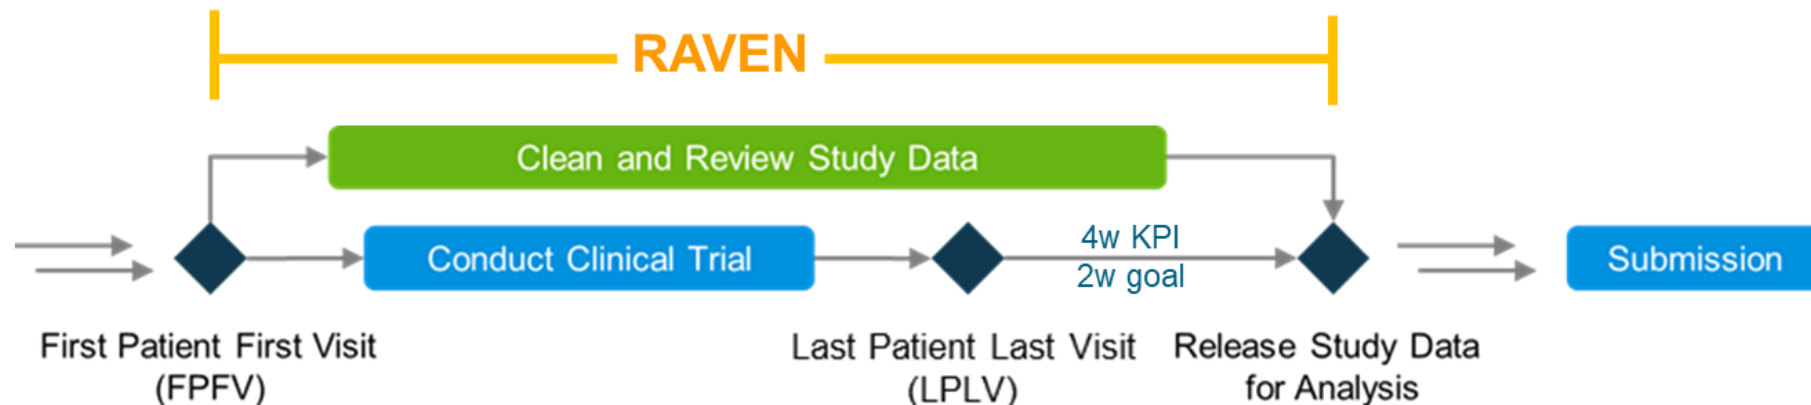 RAVEN
Clean and Review Study Data
Conduct Clinical Trial
4w KPI
2w goal
Submission
First Patient First Visit
(FPFV)
Last Patient Last Visit
(LPLV)
Release Study Data
for Analysis